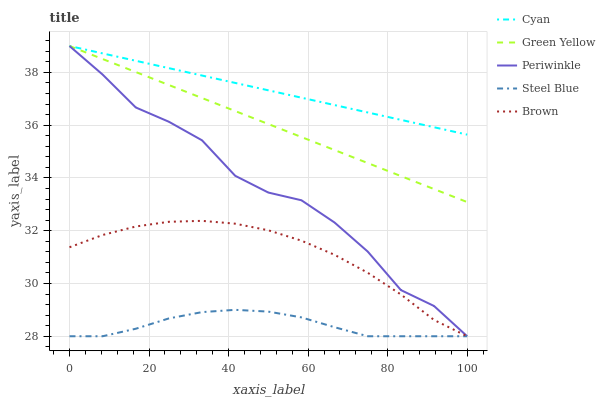 title
Cyan
Green Yellow
Periwinkle
Steel Blue
Brown
yaxis_label
38
36
34
32
30
28
0
20
40
60
80
100
xaxis_label